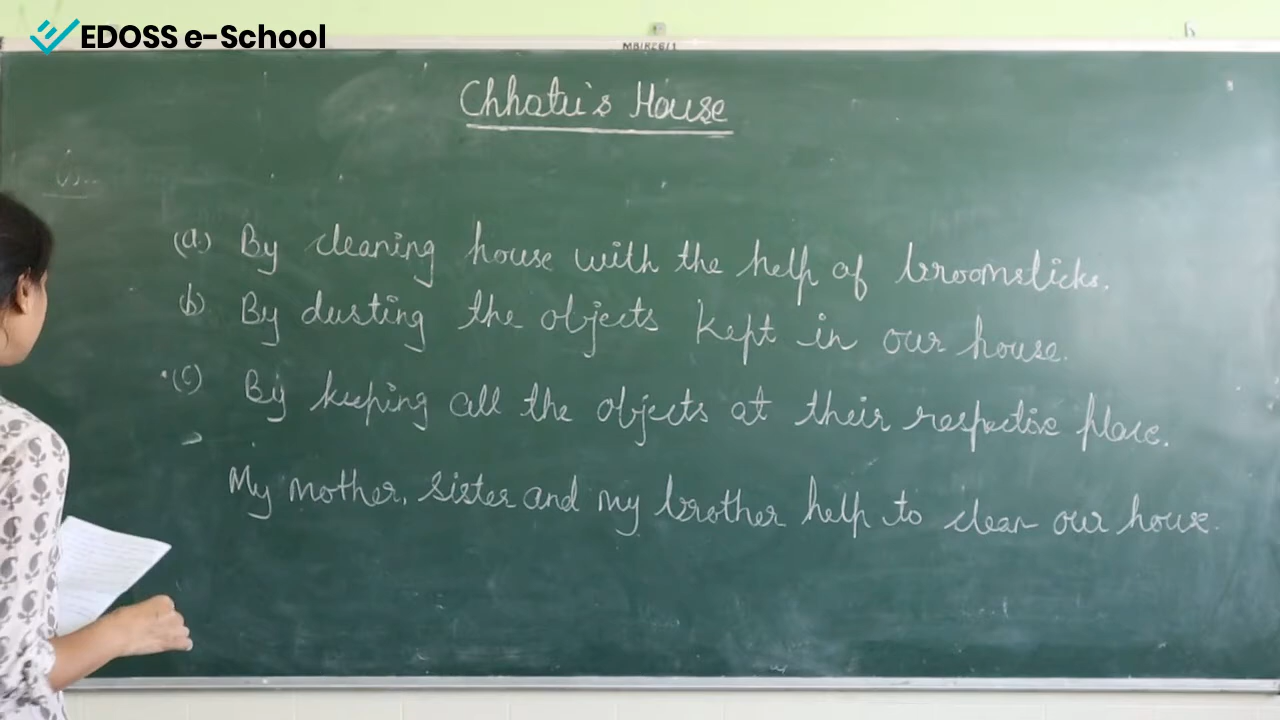 EDOSS e-School
Chhatu's House
(a) By cleaning house with the help of broomsticks.
b) By dusting the objects kept in our house.
(c) By keeping all the objects at their respective place.
My mother, sister and my brother help to clean our house.